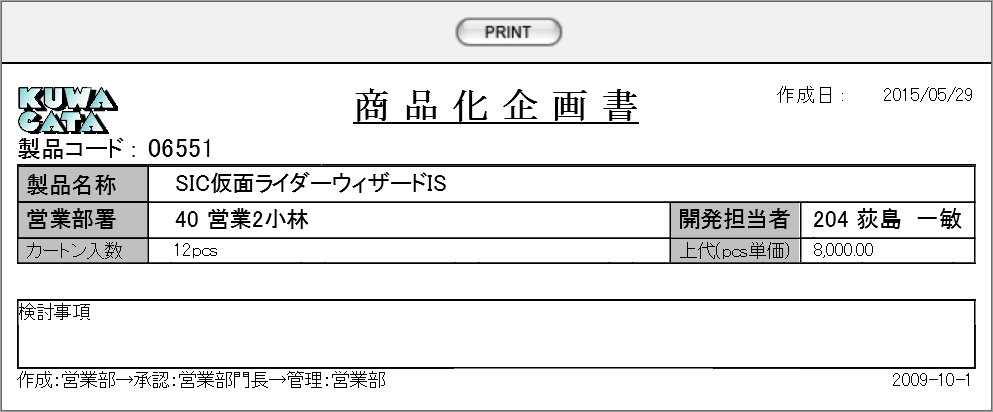 PRINT
KUWA
GATA
商品化企画書
作成日： 2015/05/29
製品コード： 06551
製品名称 SIC仮面ライダーウィザードIS
営業部署 40 営業2小林 開発担当者 204 荻島 一敏
カートン入数 12pcs 上代(pcs単価) 8,000.00
検討事項
作成：営業部→承認：営業部門長→管理：営業部 2009-10-1